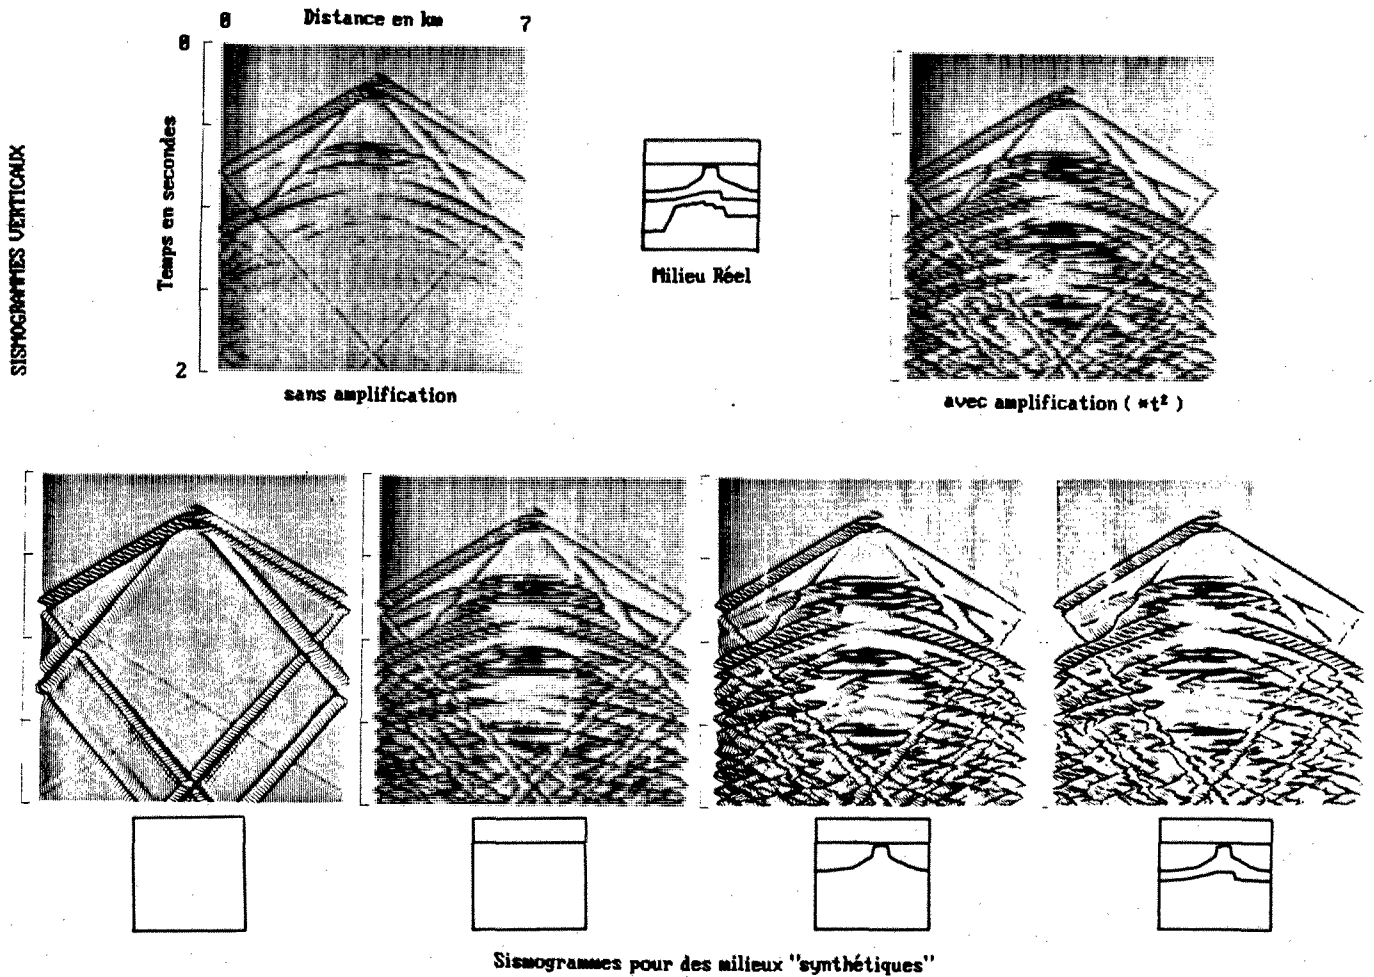 0 Distance en km 7
0
SISMOGRAMMES VERTICAUX
Temps en secondes
2
Milieu Réel
sans amplification
avec amplification ( *t² )
Sismogrammes pour des milieux "synthétiques"